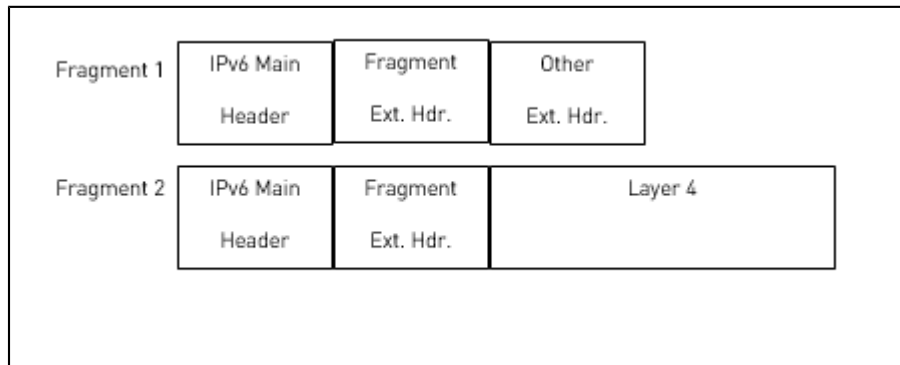 Fragment 1
IPv6 Main
Header
Fragment
Ext. Hdr.
Other
Ext. Hdr.
Fragment 2
IPv6 Main
Header
Fragment
Ext. Hdr.
Layer 4